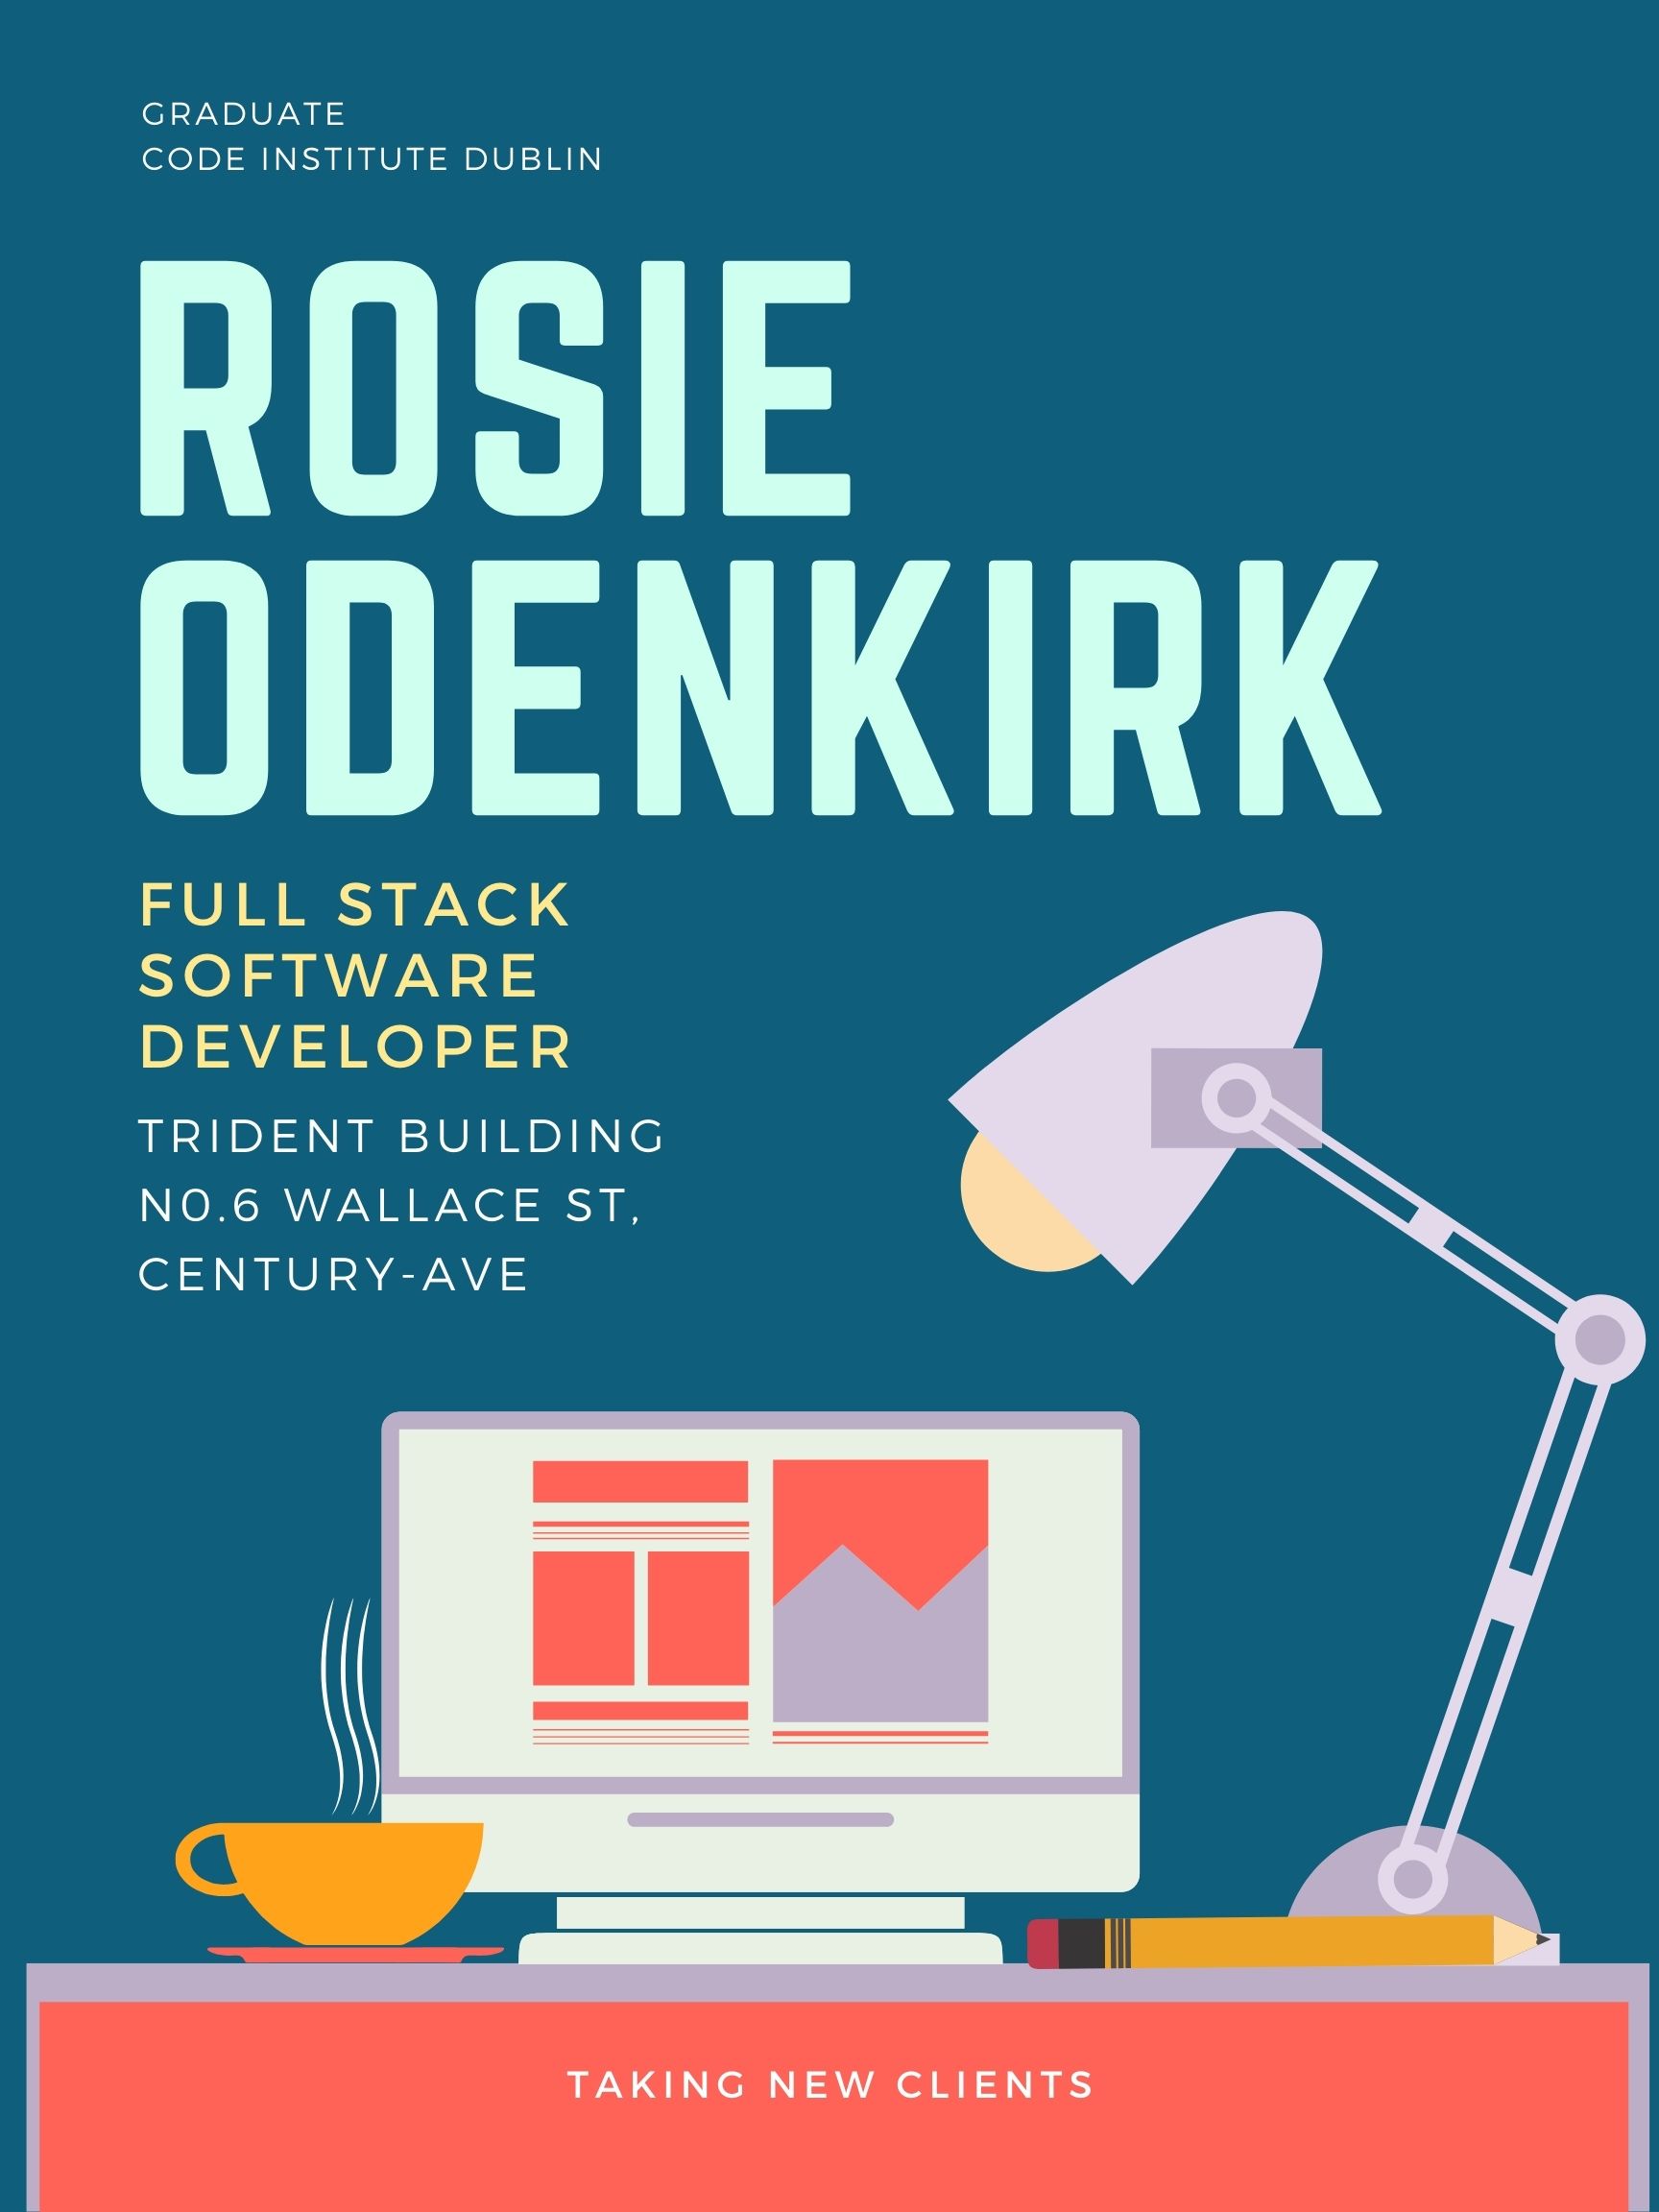 GRADUATE
CODE INSTITUTE DUBLIN
ROSIE
ODENKIRK
FULL STACK
SOFTWARE
DEVELOPER
TRIDENT BUILDING
N0.6 WALLACE ST,
CENTURY-AVE
TAKING NEW CLIENTS